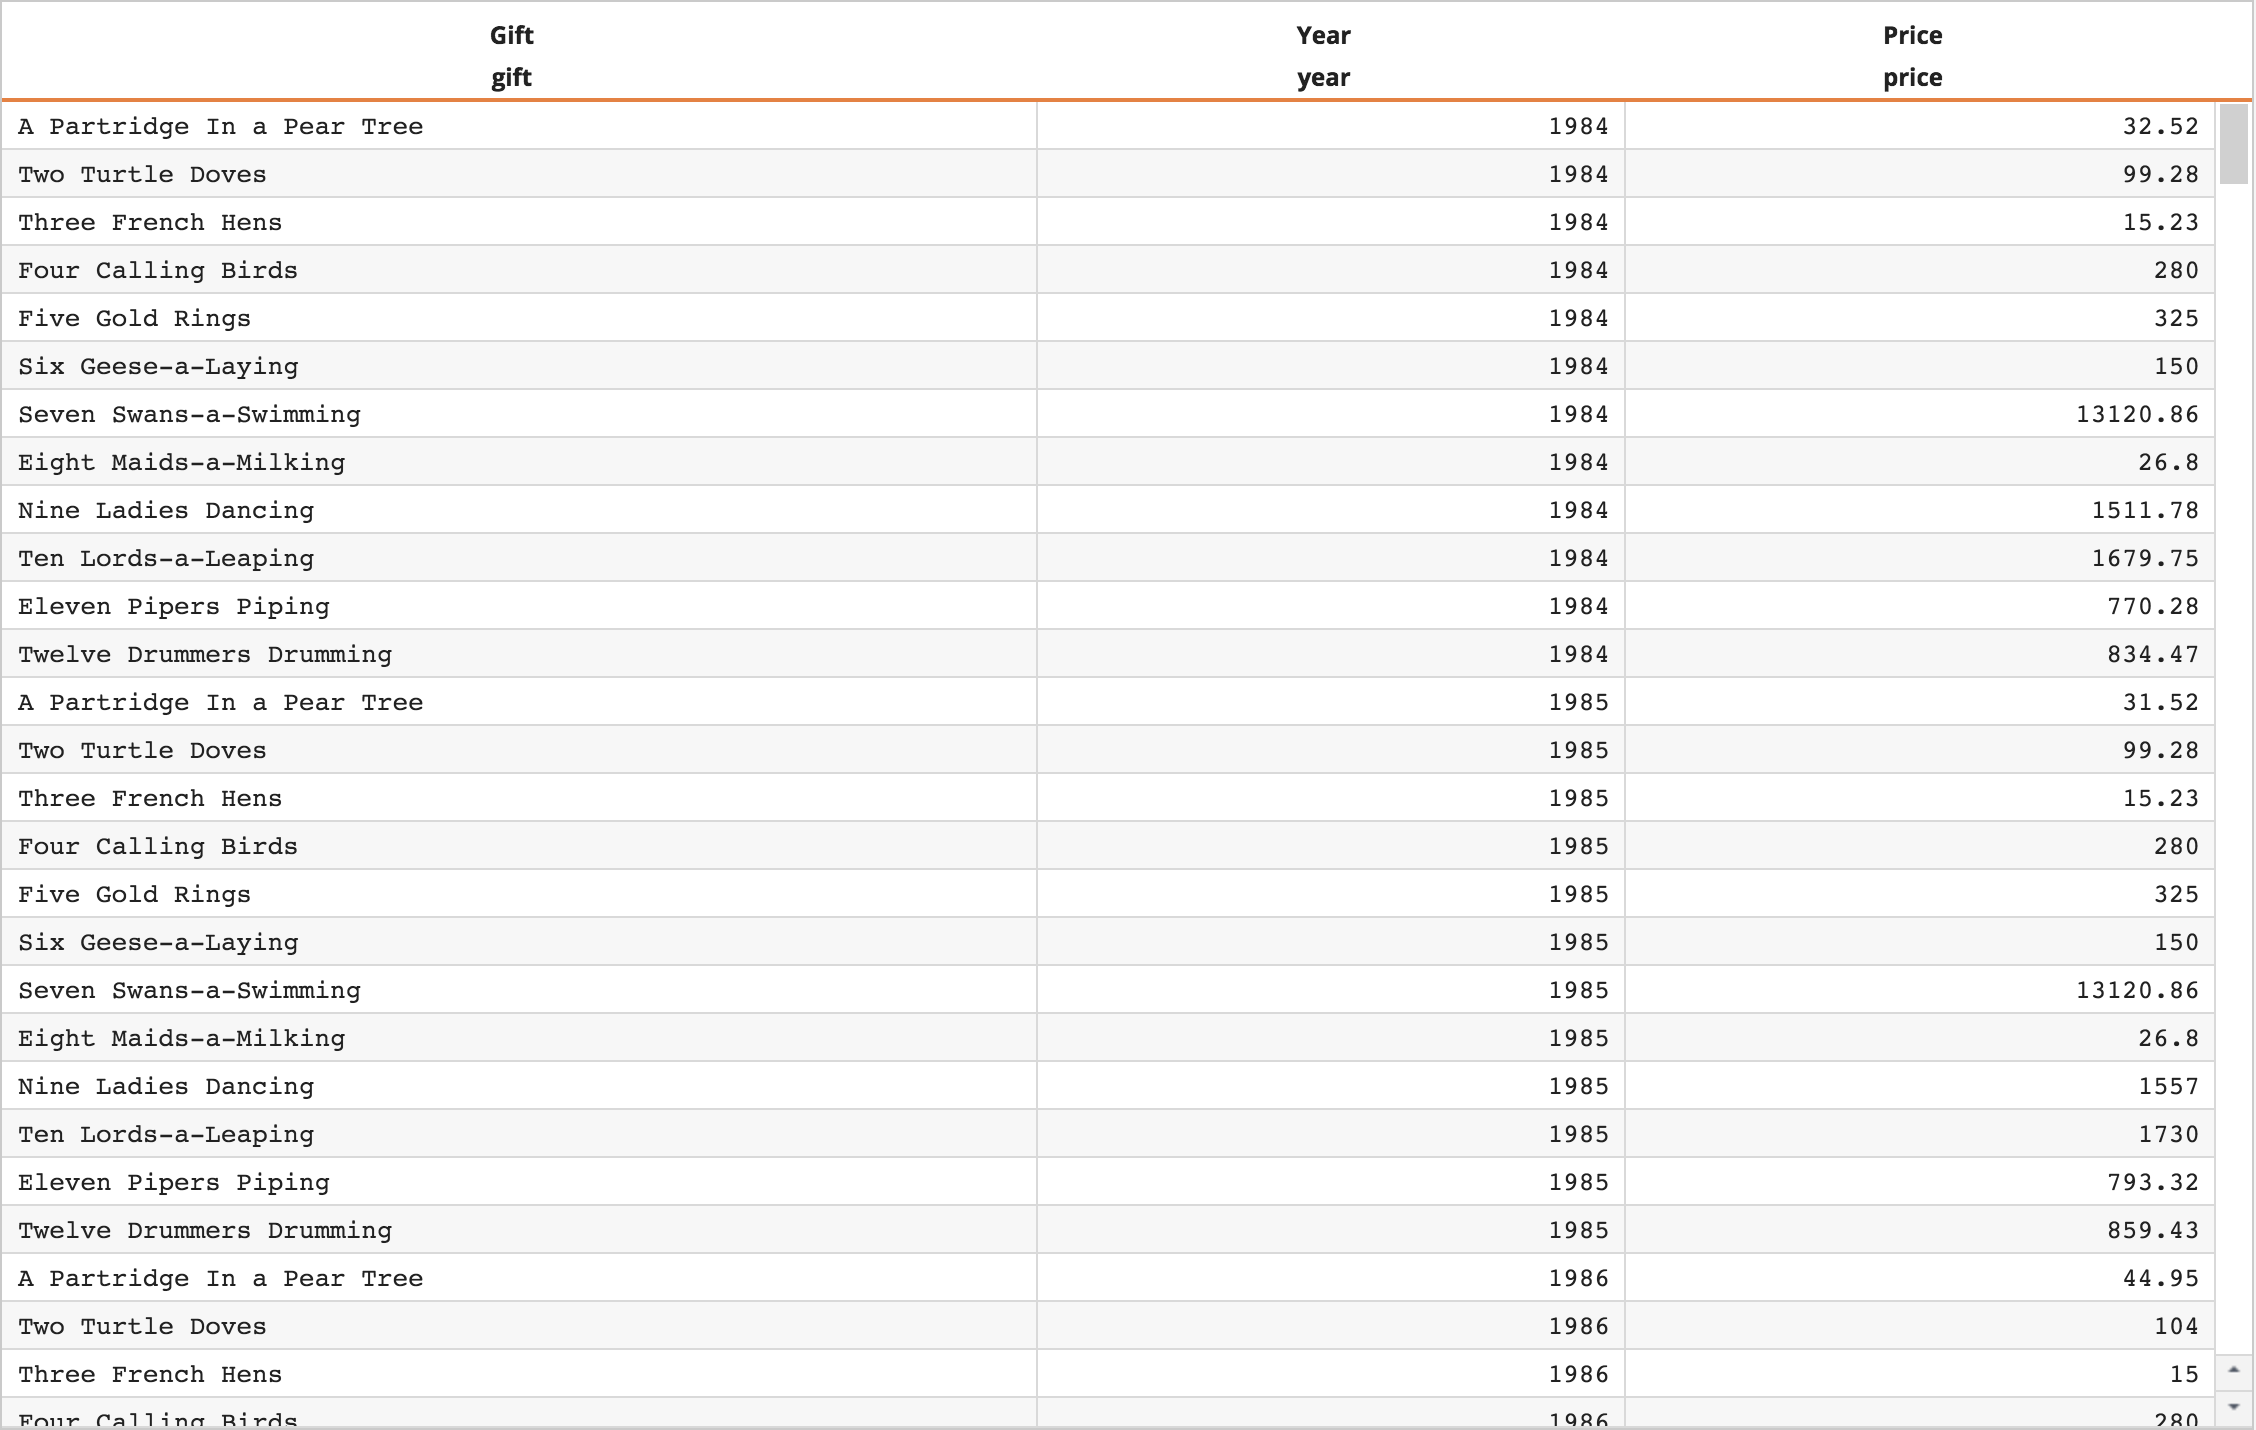 Gift Year Price
gift year price
A Partridge In a Pear Tree 1984 32.52
Two Turtle Doves 1984 99.28
Three French Hens 1984 15.23
Four Calling Birds 1984 280
Five Gold Rings 1984 325
Six Geese-a-Laying 1984 150
Seven Swans-a-Swimming 1984 13120.86
Eight Maids-a-Milking 1984 26.8
Nine Ladies Dancing 1984 1511.78
Ten Lords-a-Leaping 1984 1679.75
Eleven Pipers Piping 1984 770.28
Twelve Drummers Drumming 1984 834.47
A Partridge In a Pear Tree 1985 31.52
Two Turtle Doves 1985 99.28
Three French Hens 1985 15.23
Four Calling Birds 1985 280
Five Gold Rings 1985 325
Six Geese-a-Laying 1985 150
Seven Swans-a-Swimming 1985 13120.86
Eight Maids-a-Milking 1985 26.8
Nine Ladies Dancing 1985 1557
Ten Lords-a-Leaping 1985 1730
Eleven Pipers Piping 1985 793.32
Twelve Drummers Drumming 1985 859.43
A Partridge In a Pear Tree 1986 44.95
Two Turtle Doves 1986 104
Three French Hens 1986 15
Four Calling Birds 1986 280